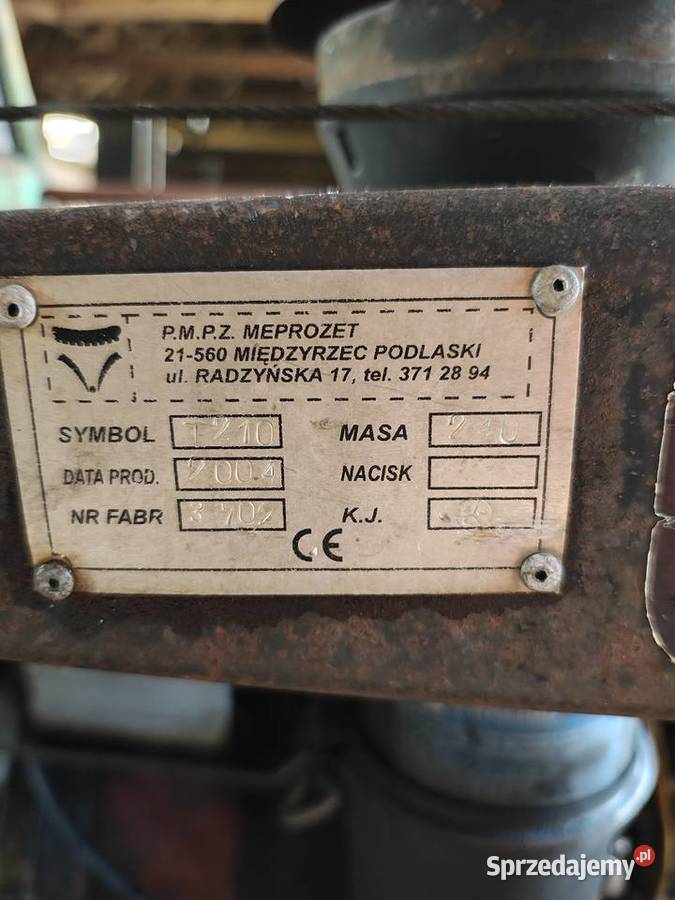 P.M.P.Z. MEPROZET
21-560 MIĘDZYRZEC PODLASKI
ul. RADZYŃSKA 17, tel. 371 28 94
SYMBOL T210 MASA
DATA PROD. 2004 NACISK
NR FABR 3709 K.J.
CE
Sprzedajemy.pl